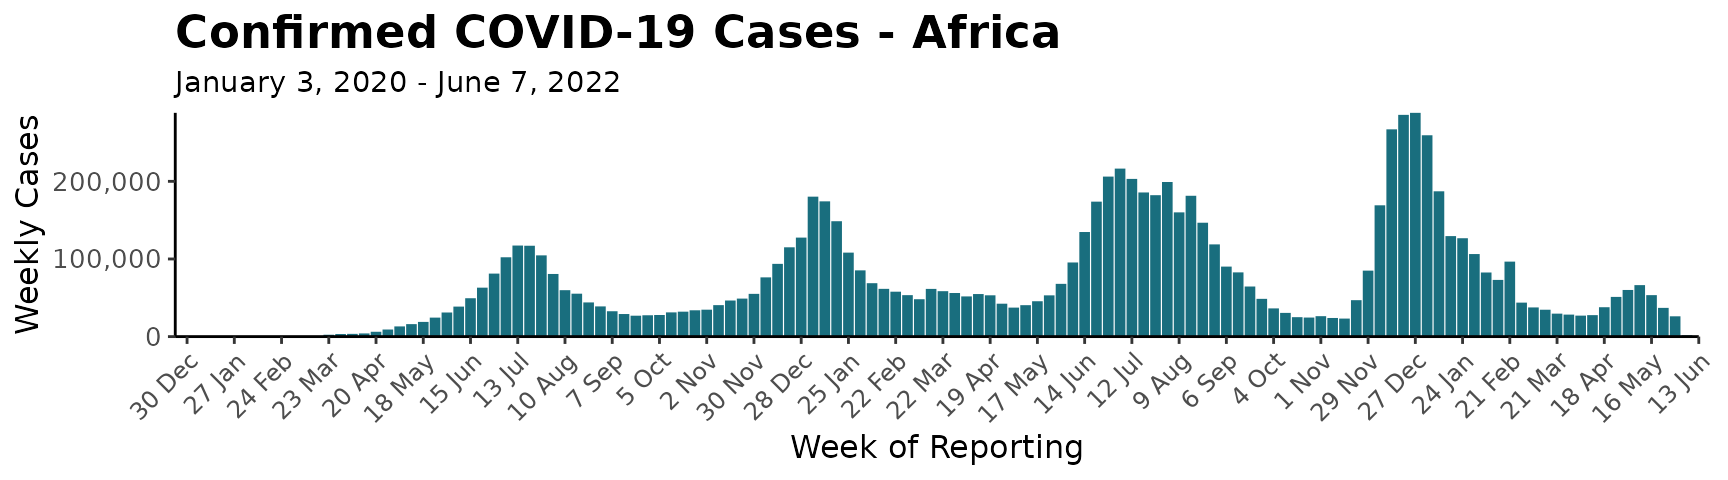 Confirmed COVID-19 Cases - Africa
January 3, 2020 - June 7, 2022
Weekly Cases
200,000
100,000
0
30 Dec
27 Jan
24 Feb
23 Mar
20 Apr
18 May
15 Jun
13 Jul
10 Aug
7 Sep
5 Oct
2 Nov
30 Nov
28 Dec
25 Jan
22 Feb
22 Mar
19 Apr
17 May
14 Jun
12 Jul
9 Aug
6 Sep
4 Oct
1 Nov
29 Nov
27 Dec
24 Jan
21 Feb
21 Mar
18 Apr
16 May
13 Jun
Week of Reporting